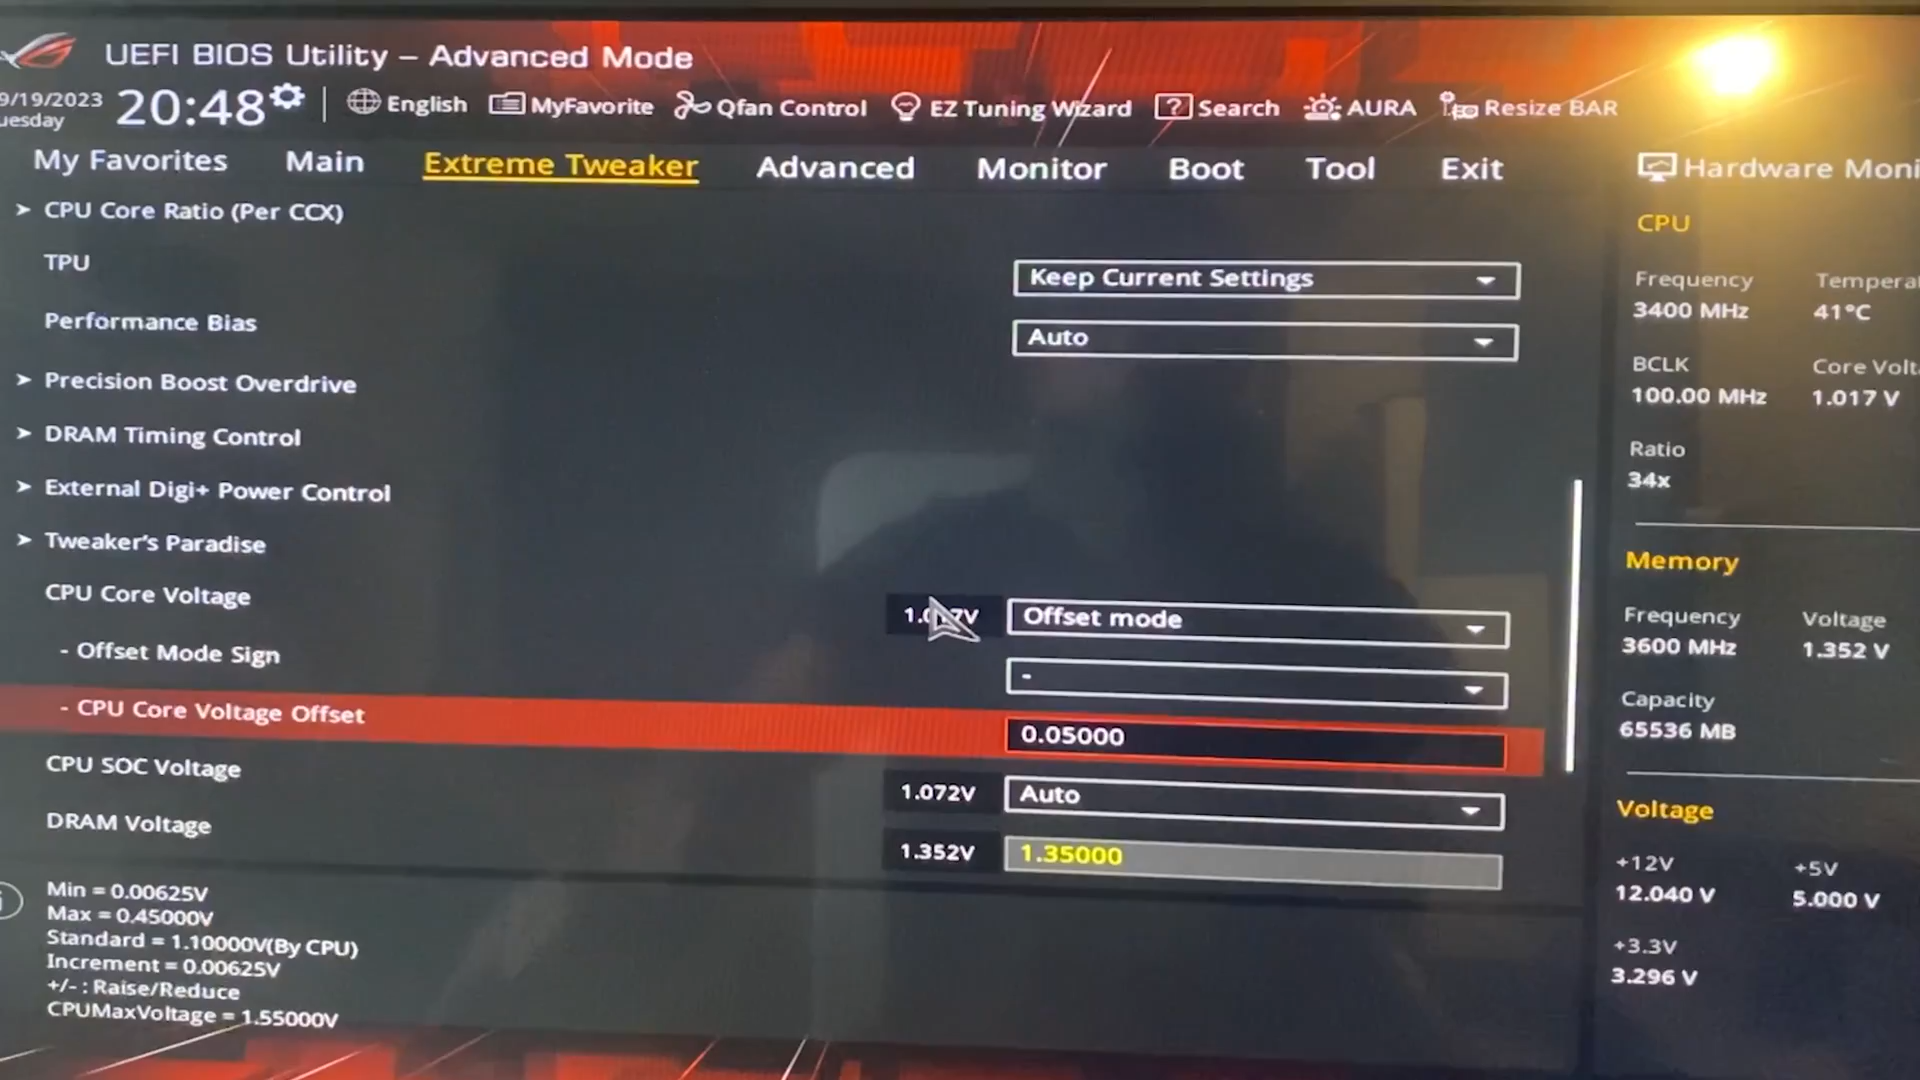 UEFI BIOS Utility – Advanced Mode
9/19/2023
uesday
20:48
English
MyFavorite
Qfan Control
EZ Tuning Wizard
? Search
AURA
Resize BAR
My Favorites
Main
Extreme Tweaker
Advanced
Monitor
Boot
Tool
Exit
CPU Core Ratio (Per CCX)
TPU
Keep Current Settings
Performance Bias
Auto
Precision Boost Overdrive
DRAM Timing Control
External Digi+ Power Control
Tweaker's Paradise
CPU Core Voltage
Offset mode
- Offset Mode Sign
-
- CPU Core Voltage Offset
0.05000
CPU SOC Voltage
1.072V
Auto
DRAM Voltage
1.352V
1.35000
Min = 0.00625V
Max = 0.45000V
Standard = 1.10000V(By CPU)
Increment = 0.00625V
+/- : Raise/Reduce
CPUMaxVoltage = 1.55000V
Hardware Moni
CPU
Frequency
Temperat
3400 MHz
41°C
BCLK
Core Volt
100.00 MHz
1.017 V
Ratio
34x
Memory
Frequency
Voltage
3600 MHz
1.352 V
Capacity
65536 MB
Voltage
+12V
+5V
12.040 V
5.000 V
+3.3V
3.296 V